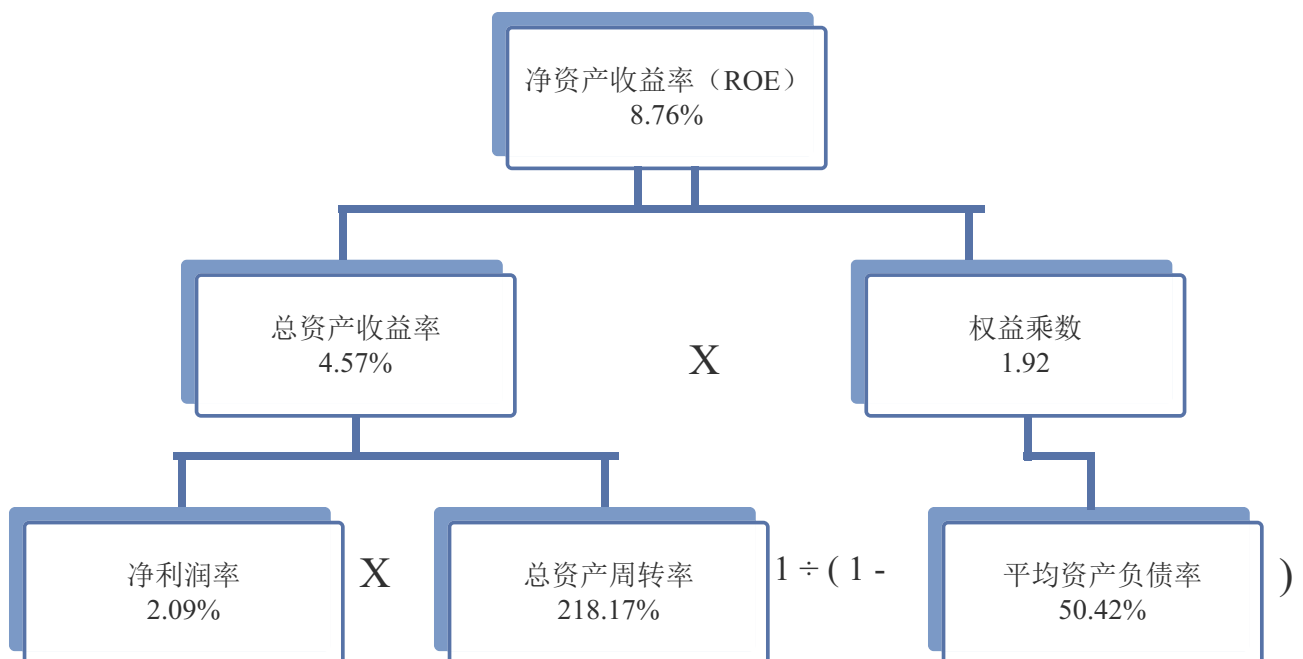 净资产收益率（ROE）
8.76%
总资产收益率
4.57%
X
权益乘数
1.92
净利润率
2.09%
X
总资产周转率
218.17%
1 ÷ ( 1 -
平均资产负债率
50.42%
)